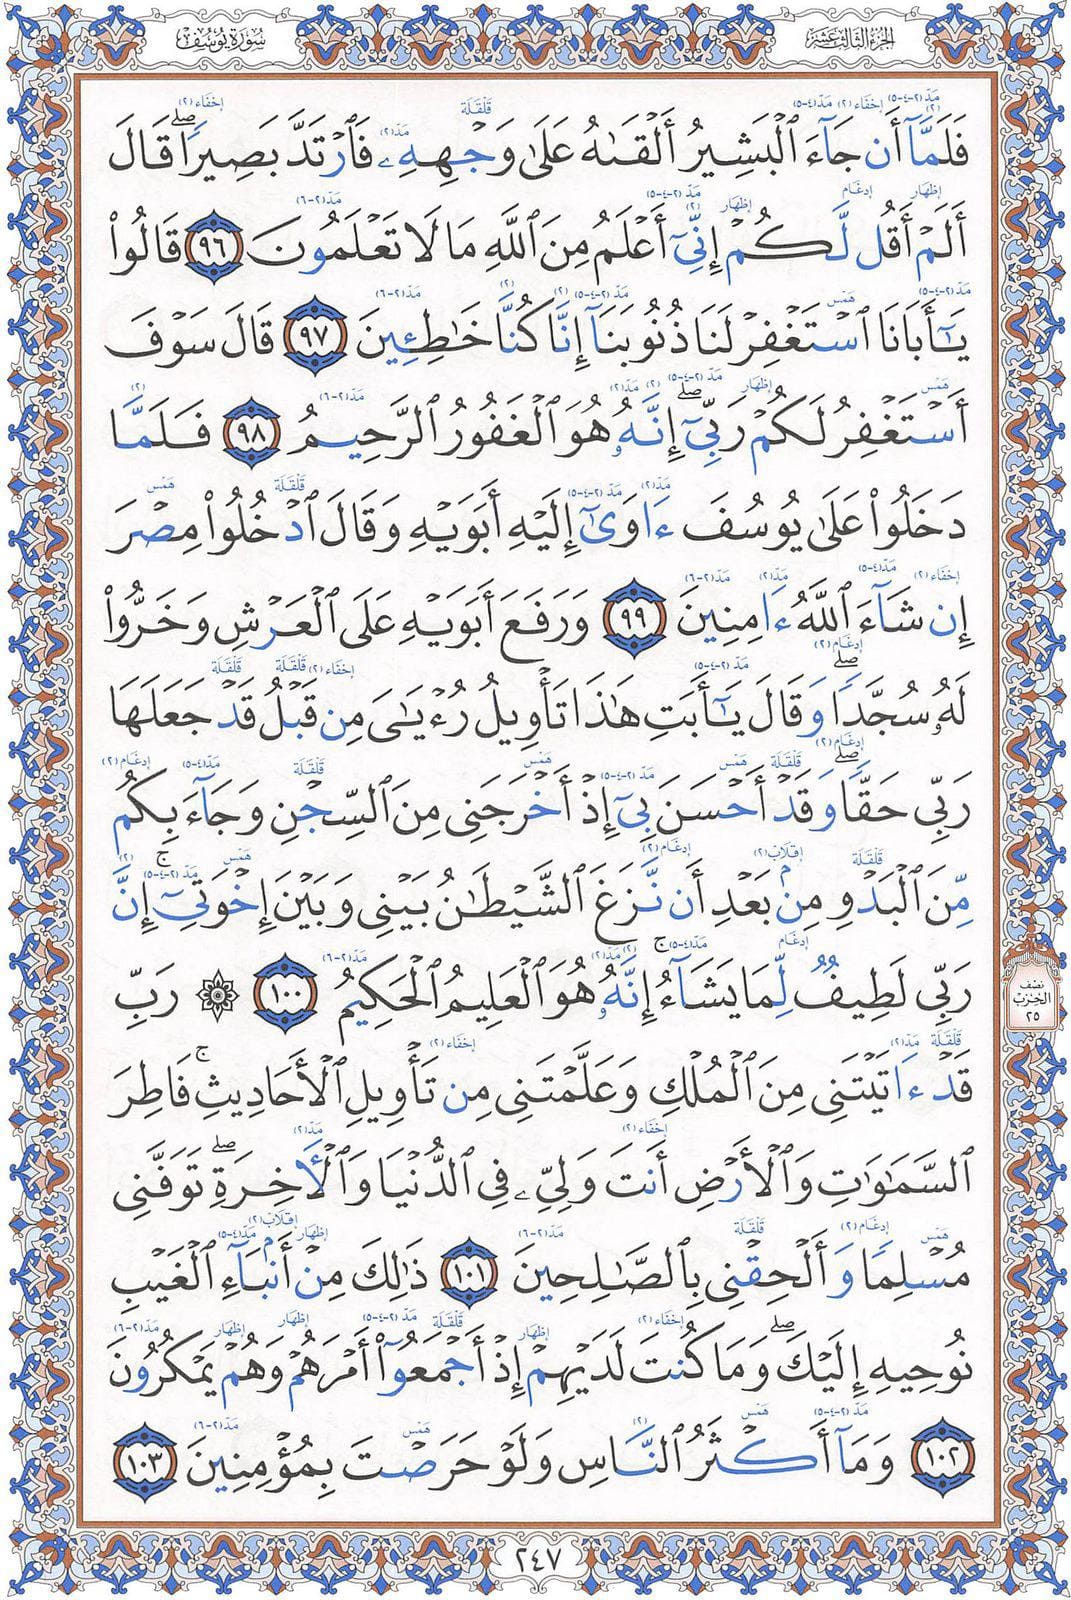 الجزء الثالث عشر
سورة يوسف
فَلَمَّآ أَن جَآءَ ٱلۡبَشِيرُ أَلۡقَىٰهُ عَلَىٰ وَجۡهِهِۦ فَٱرۡتَدَّ بَصِيرٗاۖ قَالَ
أَلَمۡ أَقُل لَّكُمۡ إِنِّيٓ أَعۡلَمُ مِنَ ٱللَّهِ مَا لَا تَعۡلَمُونَ ٩٦ قَالُواْ
يَٰٓأَبَانَا ٱسۡتَغۡفِرۡ لَنَا ذُنُوبَنَآ إِنَّا كُنَّا خَٰطِـِٔينَ ٩٧ قَالَ سَوۡفَ
أَسۡتَغۡفِرُ لَكُمۡ رَبِّيٓۖ إِنَّهُۥ هُوَ ٱلۡغَفُورُ ٱلرَّحِيمُ ٩٨ فَلَمَّا
دَخَلُواْ عَلَىٰ يُوسُفَ ءَاوَىٰٓ إِلَيۡهِ أَبَوَيۡهِ وَقَالَ ٱدۡخُلُواْ مِصۡرَ
إِن شَآءَ ٱللَّهُ ءَامِنِينَ ٩٩ وَرَفَعَ أَبَوَيۡهِ عَلَى ٱلۡعَرۡشِ وَخَرُّواْ
لَهُۥ سُجَّدٗاۖ وَقَالَ يَٰٓأَبَتِ هَٰذَا تَأۡوِيلُ رُءۡيَٰيَ مِن قَبۡلُ قَدۡ جَعَلَهَا
رَبِّي حَقّٗاۖ وَقَدۡ أَحۡسَنَ بِيٓ إِذۡ أَخۡرَجَنِي مِنَ ٱلسِّجۡنِ وَجَآءَ بِكُم
مِّنَ ٱلۡبَدۡوِ مِنۢ بَعۡدِ أَن نَّزَغَ ٱلشَّيۡطَٰنُ بَيۡنِي وَبَيۡنَ إِخۡوَتِيٓۚ إِنَّ
رَبِّي لَطِيفٞ لِّمَا يَشَآءُۚ إِنَّهُۥ هُوَ ٱلۡعَلِيمُ ٱلۡحَكِيمُ ١٠٠ ۞ رَبِّ
قَدۡ ءَاتَيۡتَنِي مِنَ ٱلۡمُلۡكِ وَعَلَّمۡتَنِي مِن تَأۡوِيلِ ٱلۡأَحَادِيثِۚ فَاطِرَ
ٱلسَّمَٰوَٰتِ وَٱلۡأَرۡضِ أَنتَ وَلِيِّۦ فِي ٱلدُّنۡيَا وَٱلۡأٓخِرَةِۖ تَوَفَّنِي
مُسۡلِمٗا وَأَلۡحِقۡنِي بِٱلصَّٰلِحِينَ ١٠١ ذَٰلِكَ مِنۡ أَنۢبَآءِ ٱلۡغَيۡبِ
نُوحِيهِ إِلَيۡكَۖ وَمَا كُنتَ لَدَيۡهِمۡ إِذۡ أَجۡمَعُوٓاْ أَمۡرَهُمۡ وَهُمۡ يَمۡكُرُونَ
١٠٢ وَمَآ أَكۡثَرُ ٱلنَّاسِ وَلَوۡ حَرَصۡتَ بِمُؤۡمِنِينَ ١٠٣
نصف
الحزب
٢٥
٢٤٧